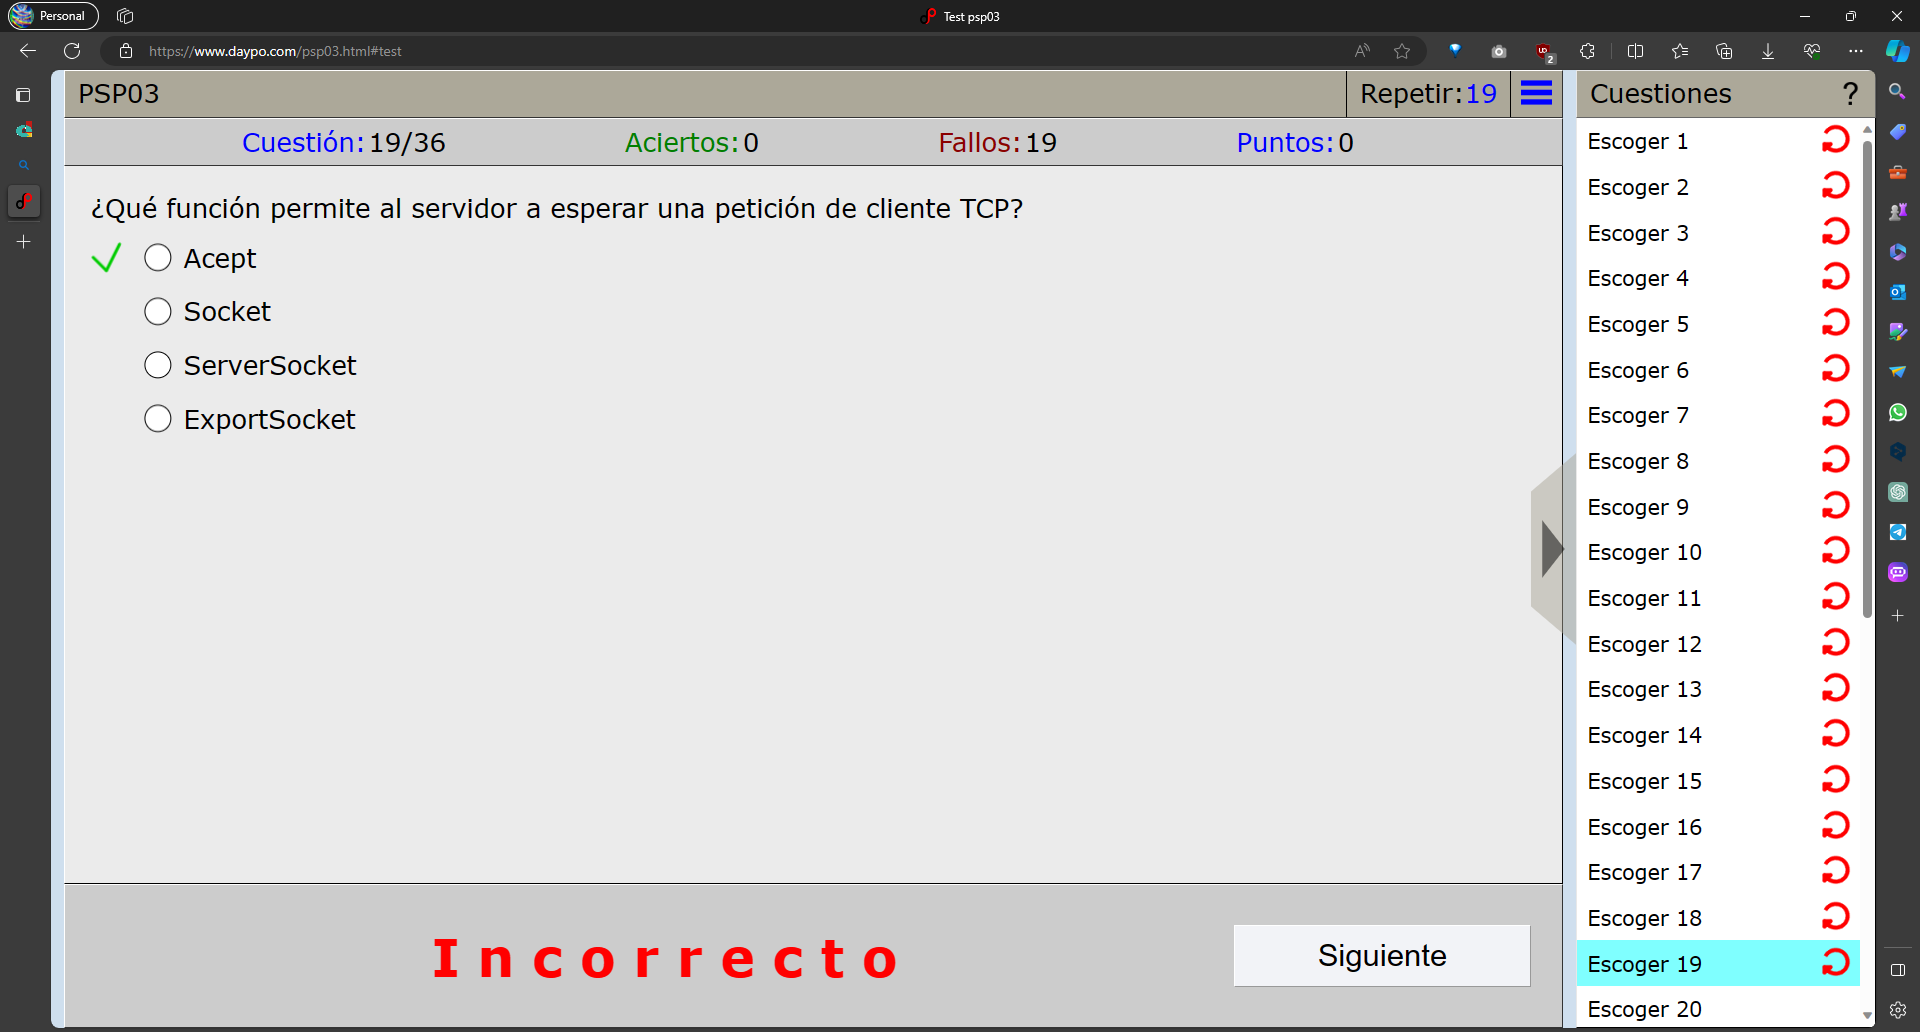 Personal
Test psp03
https://www.daypo.com/psp03.html#test
2
PSP03
Repetir:19
Cuestiones
?
Cuestión:19/36
Aciertos:0
Fallos:19
Puntos:0
¿Qué función permite al servidor a esperar una petición de cliente TCP?
Acept
Socket
ServerSocket
ExportSocket
Incorrecto
Siguiente
Escoger 1
Escoger 2
Escoger 3
Escoger 4
Escoger 5
Escoger 6
Escoger 7
Escoger 8
Escoger 9
Escoger 10
Escoger 11
Escoger 12
Escoger 13
Escoger 14
Escoger 15
Escoger 16
Escoger 17
Escoger 18
Escoger 19
Escoger 20